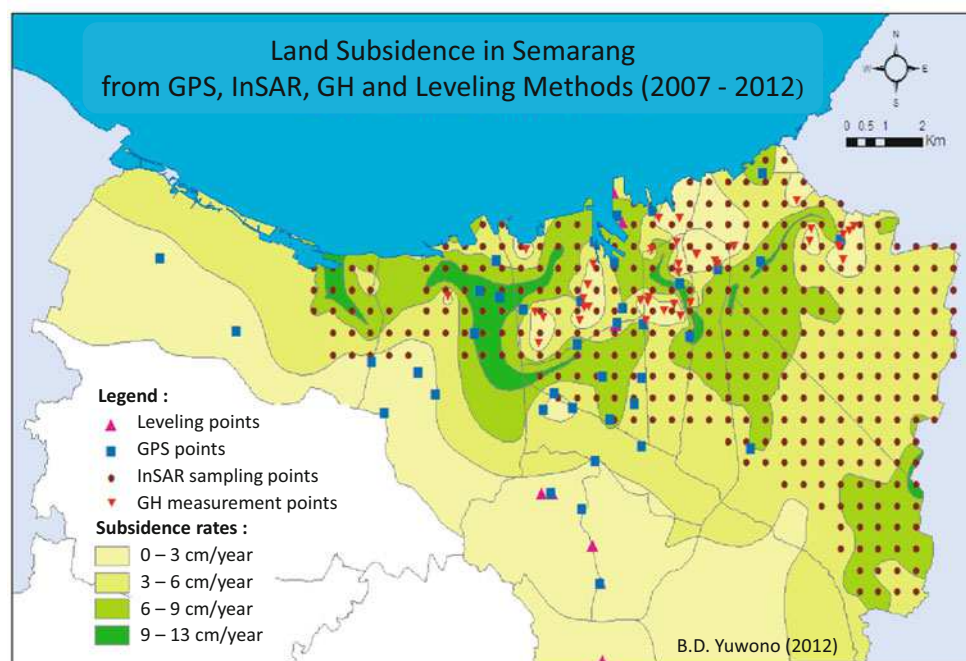 Land Subsidence in Semarang
from GPS, InSAR, GH and Leveling Methods (2007 - 2012)
N
W E
S
0 0.5 1 2
Km
Legend :
Leveling points
GPS points
InSAR sampling points
GH measurement points
Subsidence rates :
0 – 3 cm/year
3 – 6 cm/year
6 – 9 cm/year
9 – 13 cm/year
B.D. Yuwono (2012)